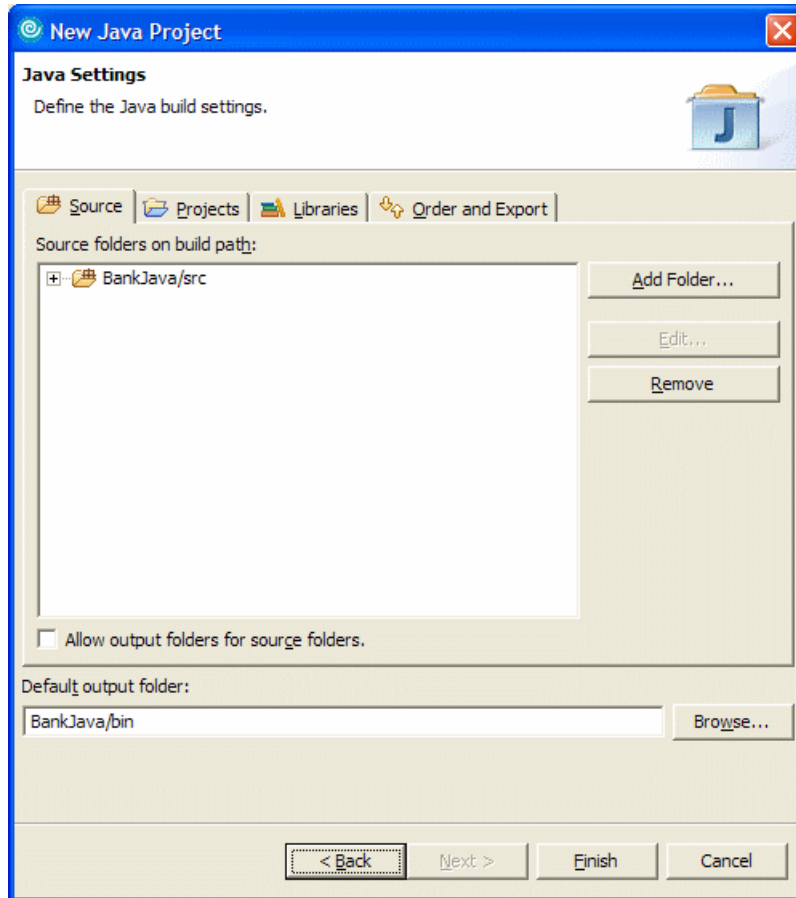 New Java Project
Java Settings
Define the Java build settings.
Source Projects Libraries Order and Export
Source folders on build path:
BankJava/src
Add Folder...
Edit...
Remove
Allow output folders for source folders.
Default output folder:
BankJava/bin Browse...
< Back Next > Finish Cancel